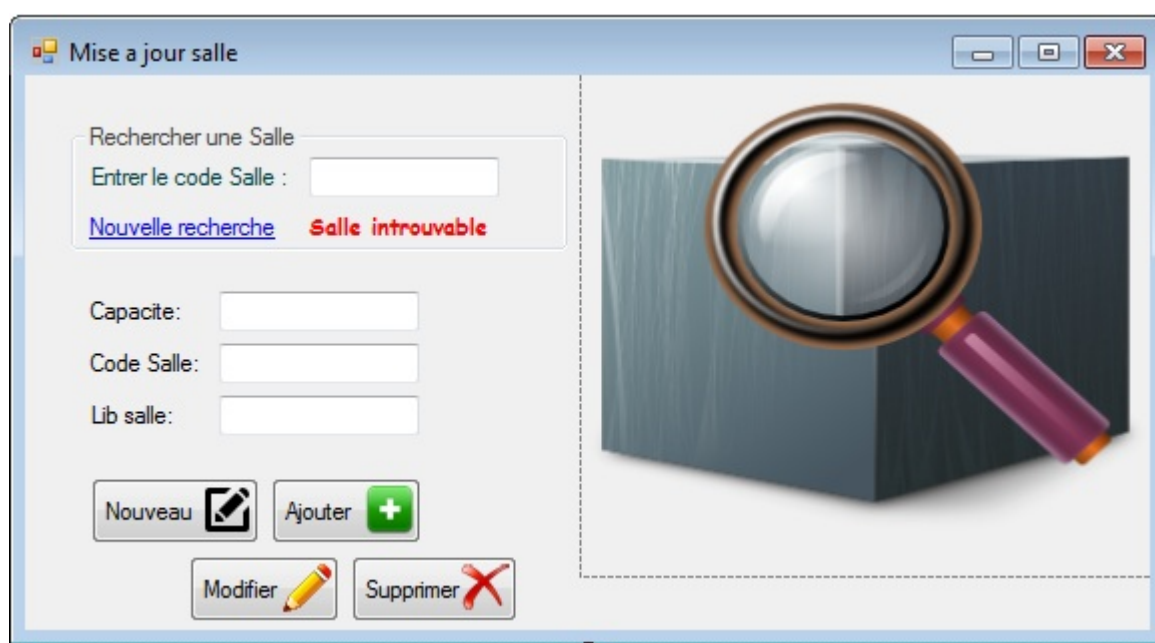 Mise a jour salle
Rechercher une Salle
Entrer le code Salle :
Nouvelle recherche Salle introuvable
Capacite:
Code Salle:
Lib salle:
Nouveau Ajouter
Modifier Supprimer